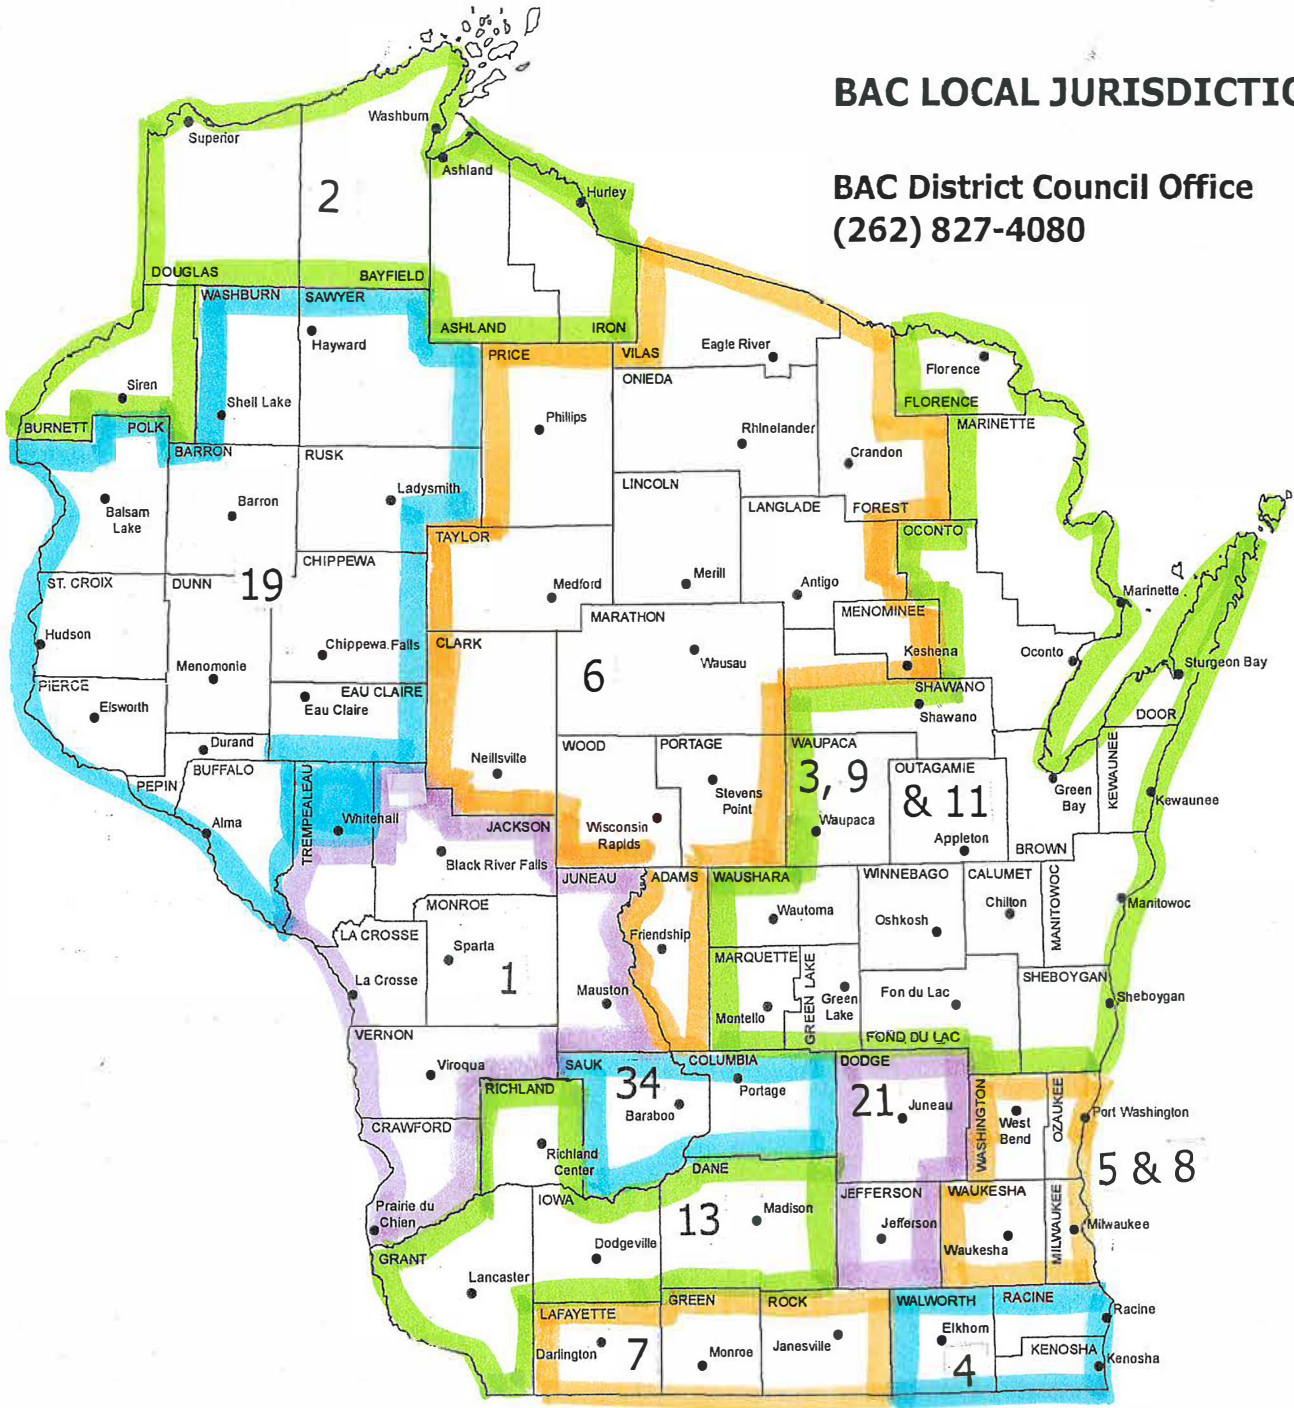 BAC LOCAL JURISDICTIO
BAC District Council Office
(262) 827-4080
Washburn
Superior
Ashland
2
Hurley
DOUGLAS
BAYFIELD
WASHBURN
SAWYER
ASHLAND
IRON
Hayward
PRICE
VILAS
Eagle River
ONIEDA
Florence
FLORENCE
Siren
Shell Lake
BURNETT
POLK
Phillips
MARINETTE
Rhinelander
BARRON
RUSK
Crandon
Balsam
Lake
Barron
Ladysmith
LINCOLN
LANGLADE
FOREST
TAYLOR
OCONTO
CHIPPEWA
ST. CROIX
DUNN
19
Medford
Merill
Antigo
Marinette
MARATHON
MENOMINEE
Hudson
Chippewa Falls
CLARK
Wausau
Keshena
Oconto
Menomonie
6
Sturgeon Bay
PIERCE
EAU CLAIRE
SHAWANO
Elsworth
Eau Claire
Shawano
DOOR
Durand
WOOD
PORTAGE
WAUPACA
KEWAUNEE
BUFFALO
Neillsville
OUTAGAMIE
PEPIN
TREMPEALEAU
Stevens
Point
3, 9
& 11
Green
Bay
Kewaunee
Alma
Whitehall
JACKSON
Wisconsin
Rapids
Waupaca
Appleton
BROWN
Black River Falls
JUNEAU
ADAMS
WAUSHARA
WINNEBAGO
CALUMET
MANITOWOC
MONROE
Wautoma
Oshkosh
Chilton
Manitowoc
LA CROSSE
Sparta
Friendship
MARQUETTE
GREEN LAKE
SHEBOYGAN
La Crosse
1
Mauston
Montello
Green
Lake
Fon du Lac
Sheboygan
VERNON
FOND DU LAC
Viroqua
SAUK
COLUMBIA
DODGE
34
Portage
RICHLAND
Baraboo
21
Juneau
WASHINGTON
West
Bend
OZAUKEE
Port Washington
CRAWFORD
Richland
Center
DANE
5 & 8
IOWA
JEFFERSON
WAUKESHA
Prairie du
Chien
13
Madison
Jefferson
MILWAUKEE
Milwaukee
Dodgeville
Waukesha
GRANT
Lancaster
GREEN
ROCK
WALWORTH
RACINE
LAFAYETTE
Racine
Elkhorn
Darlington
7
Monroe
Janesville
4
KENOSHA
Kenosha